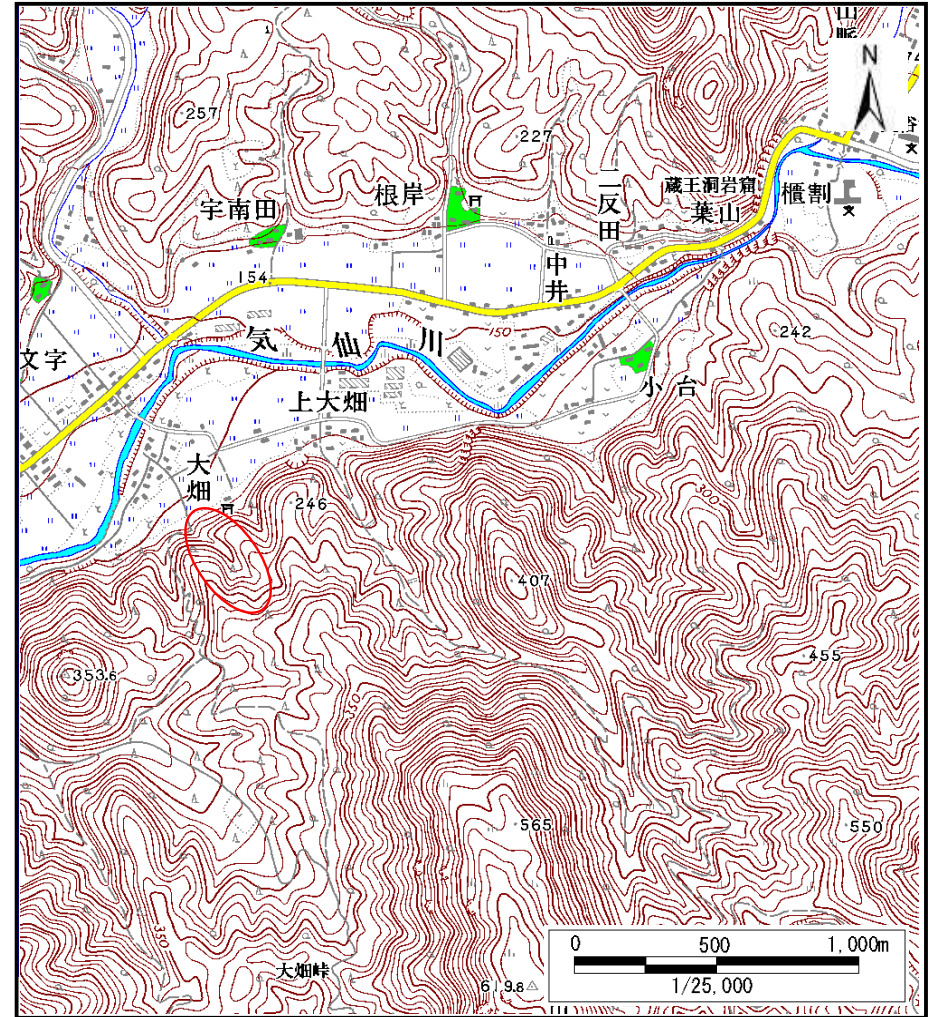 山脈
N
257
227
二反田
蔵王洞岩窟
根岸
宇南田
葉山
櫃割
中井
154
150
気仙川
242
文字
小台
上大畑
大畑
246
300
407
353.6
455
350
565
550
350
大畑峠
619.8
0 500 1,000m
1/25,000